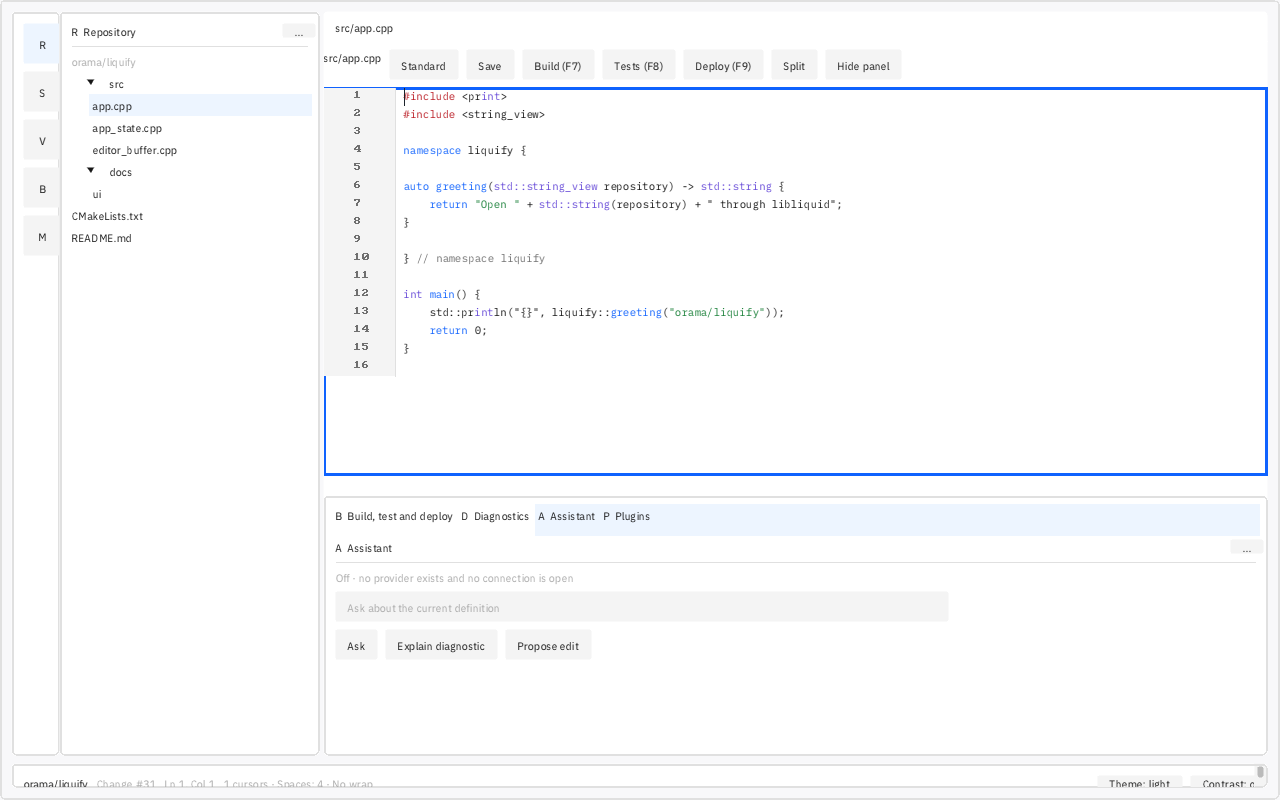 R
S
V
B
M
R Repository
...
orama/liquify
src
app.cpp
app_state.cpp
editor_buffer.cpp
docs
ui
CMakeLists.txt
README.md
src/app.cpp
src/app.cpp Standard Save Build (F7) Tests (F8) Deploy (F9) Split Hide panel
1 #include <print>
2 #include <string_view>
3
4 namespace liquify {
5
6 auto greeting(std::string_view repository) -> std::string {
7     return "Open " + std::string(repository) + " through libliquid";
8 }
9
10 } // namespace liquify
11
12 int main() {
13     std::println("{}", liquify::greeting("orama/liquify"));
14     return 0;
15 }
16
B Build, test and deploy D Diagnostics A Assistant P Plugins
A Assistant
...
Off - no provider exists and no connection is open
Ask about the current definition
Ask Explain diagnostic Propose edit
orama/liquify Change #31 Ln 1, Col 1 1 cursors · Spaces: 4 · No wrap Theme: light Contrast: